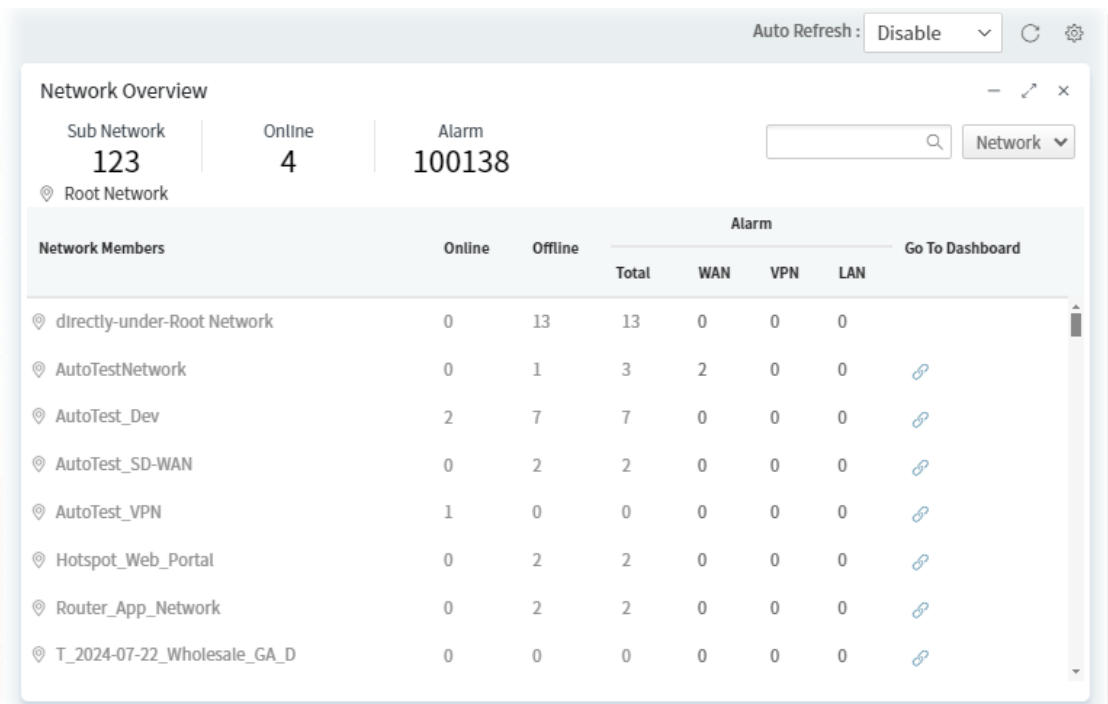 Auto Refresh : Disable
Network Overview
Sub Network Online Alarm
123 4 100138
Network
Root Network
Alarm
Network Members Online Offline Go To Dashboard
Total WAN VPN LAN
directly-under-Root Network 0 13 13 0 0 0
AutoTestNetwork 0 1 3 2 0 0
AutoTest_Dev 2 7 7 0 0 0
AutoTest_SD-WAN 0 2 2 0 0 0
AutoTest_VPN 1 0 0 0 0 0
Hotspot_Web_Portal 0 2 2 0 0 0
Router_App_Network 0 2 2 0 0 0
T_2024-07-22_Wholesale_GA_D 0 0 0 0 0 0